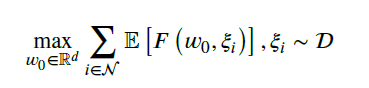 max_{w_0 ∈ ℝ^d} ∑_{i∈𝒩} 𝔼 [F (w_0, ξ_i)] , ξ_i ∼ 𝒟